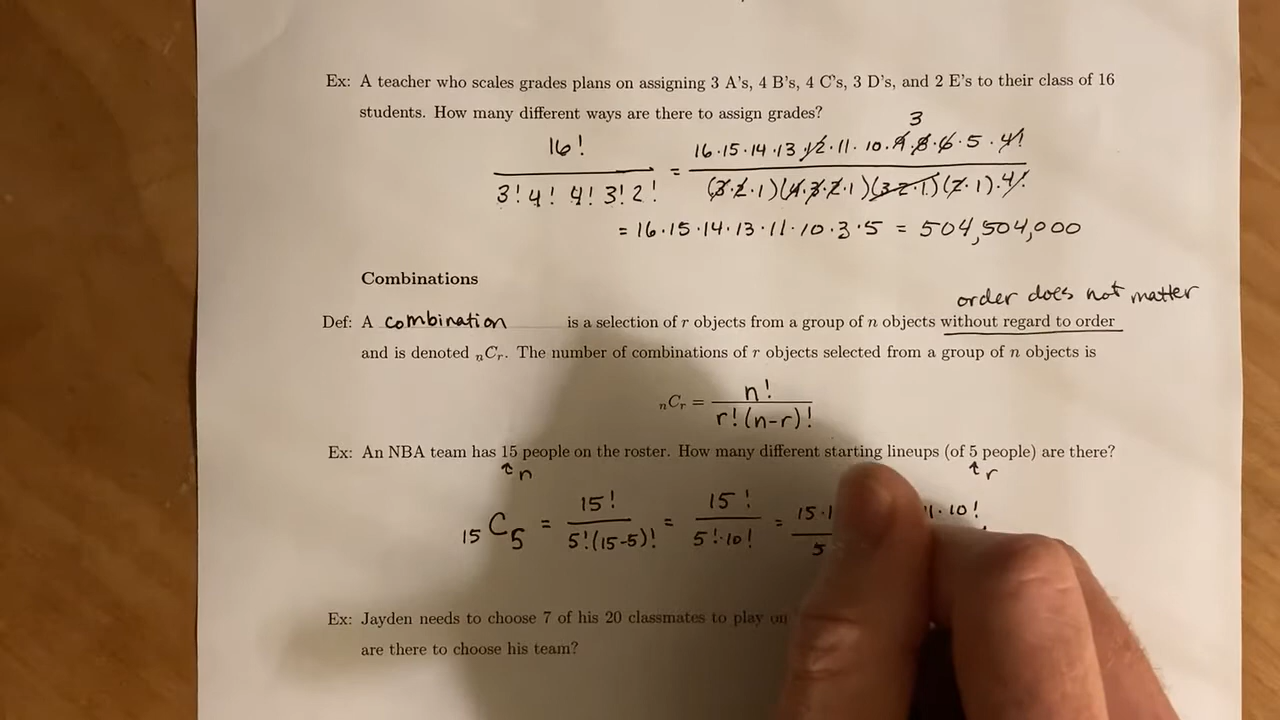 Ex: A teacher who scales grades plans on assigning 3 A's, 4 B's, 4 C's, 3 D's, and 2 E's to their class of 16
students. How many different ways are there to assign grades?
3
16! / 3! 4! 4! 3! 2! = 16·15·14·13·12·11·10·9·8·6·5·4! / (3·2·1)(4·3·2·1)(3·2·1)(2·1)·4!
= 16·15·14·13·11·10·3·5 = 504,504,000
Combinations
order does not matter
Def: A combination is a selection of r objects from a group of n objects without regard to order
and is denoted nCr. The number of combinations of r objects selected from a group of n objects is
nCr = n! / r!(n-r)!
Ex: An NBA team has 15 people on the roster. How many different starting lineups (of 5 people) are there?
↑n ↑r
15C5 = 15! / 5!(15-5)! = 15! / 5!·10! = 15·1 11·10! / 5
Ex: Jayden needs to choose 7 of his 20 classmates to play on
are there to choose his team?